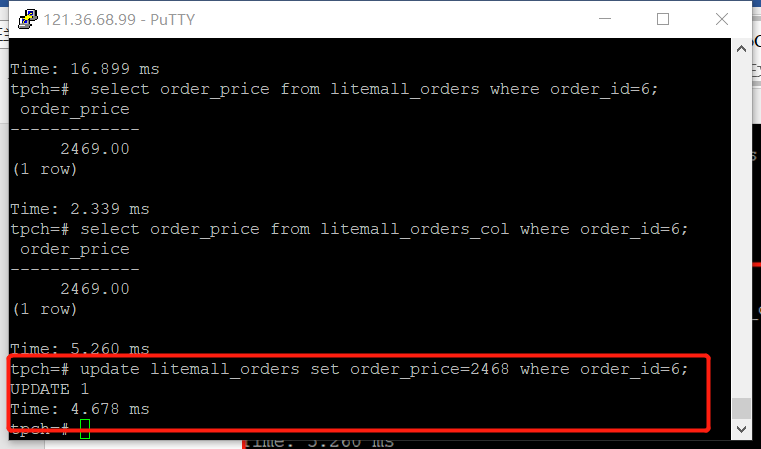 121.36.68.99 - PuTTY
Time: 16.899 ms
tpch=#  select order_price from litemall_orders where order_id=6;
 order_price
-------------
     2469.00
(1 row)
Time: 2.339 ms
tpch=# select order_price from litemall_orders_col where order_id=6;
 order_price
-------------
     2469.00
(1 row)
Time: 5.260 ms
tpch=# update litemall_orders set order_price=2468 where order_id=6;
UPDATE 1
Time: 4.678 ms
tpch=#
Time: 5.260 ms